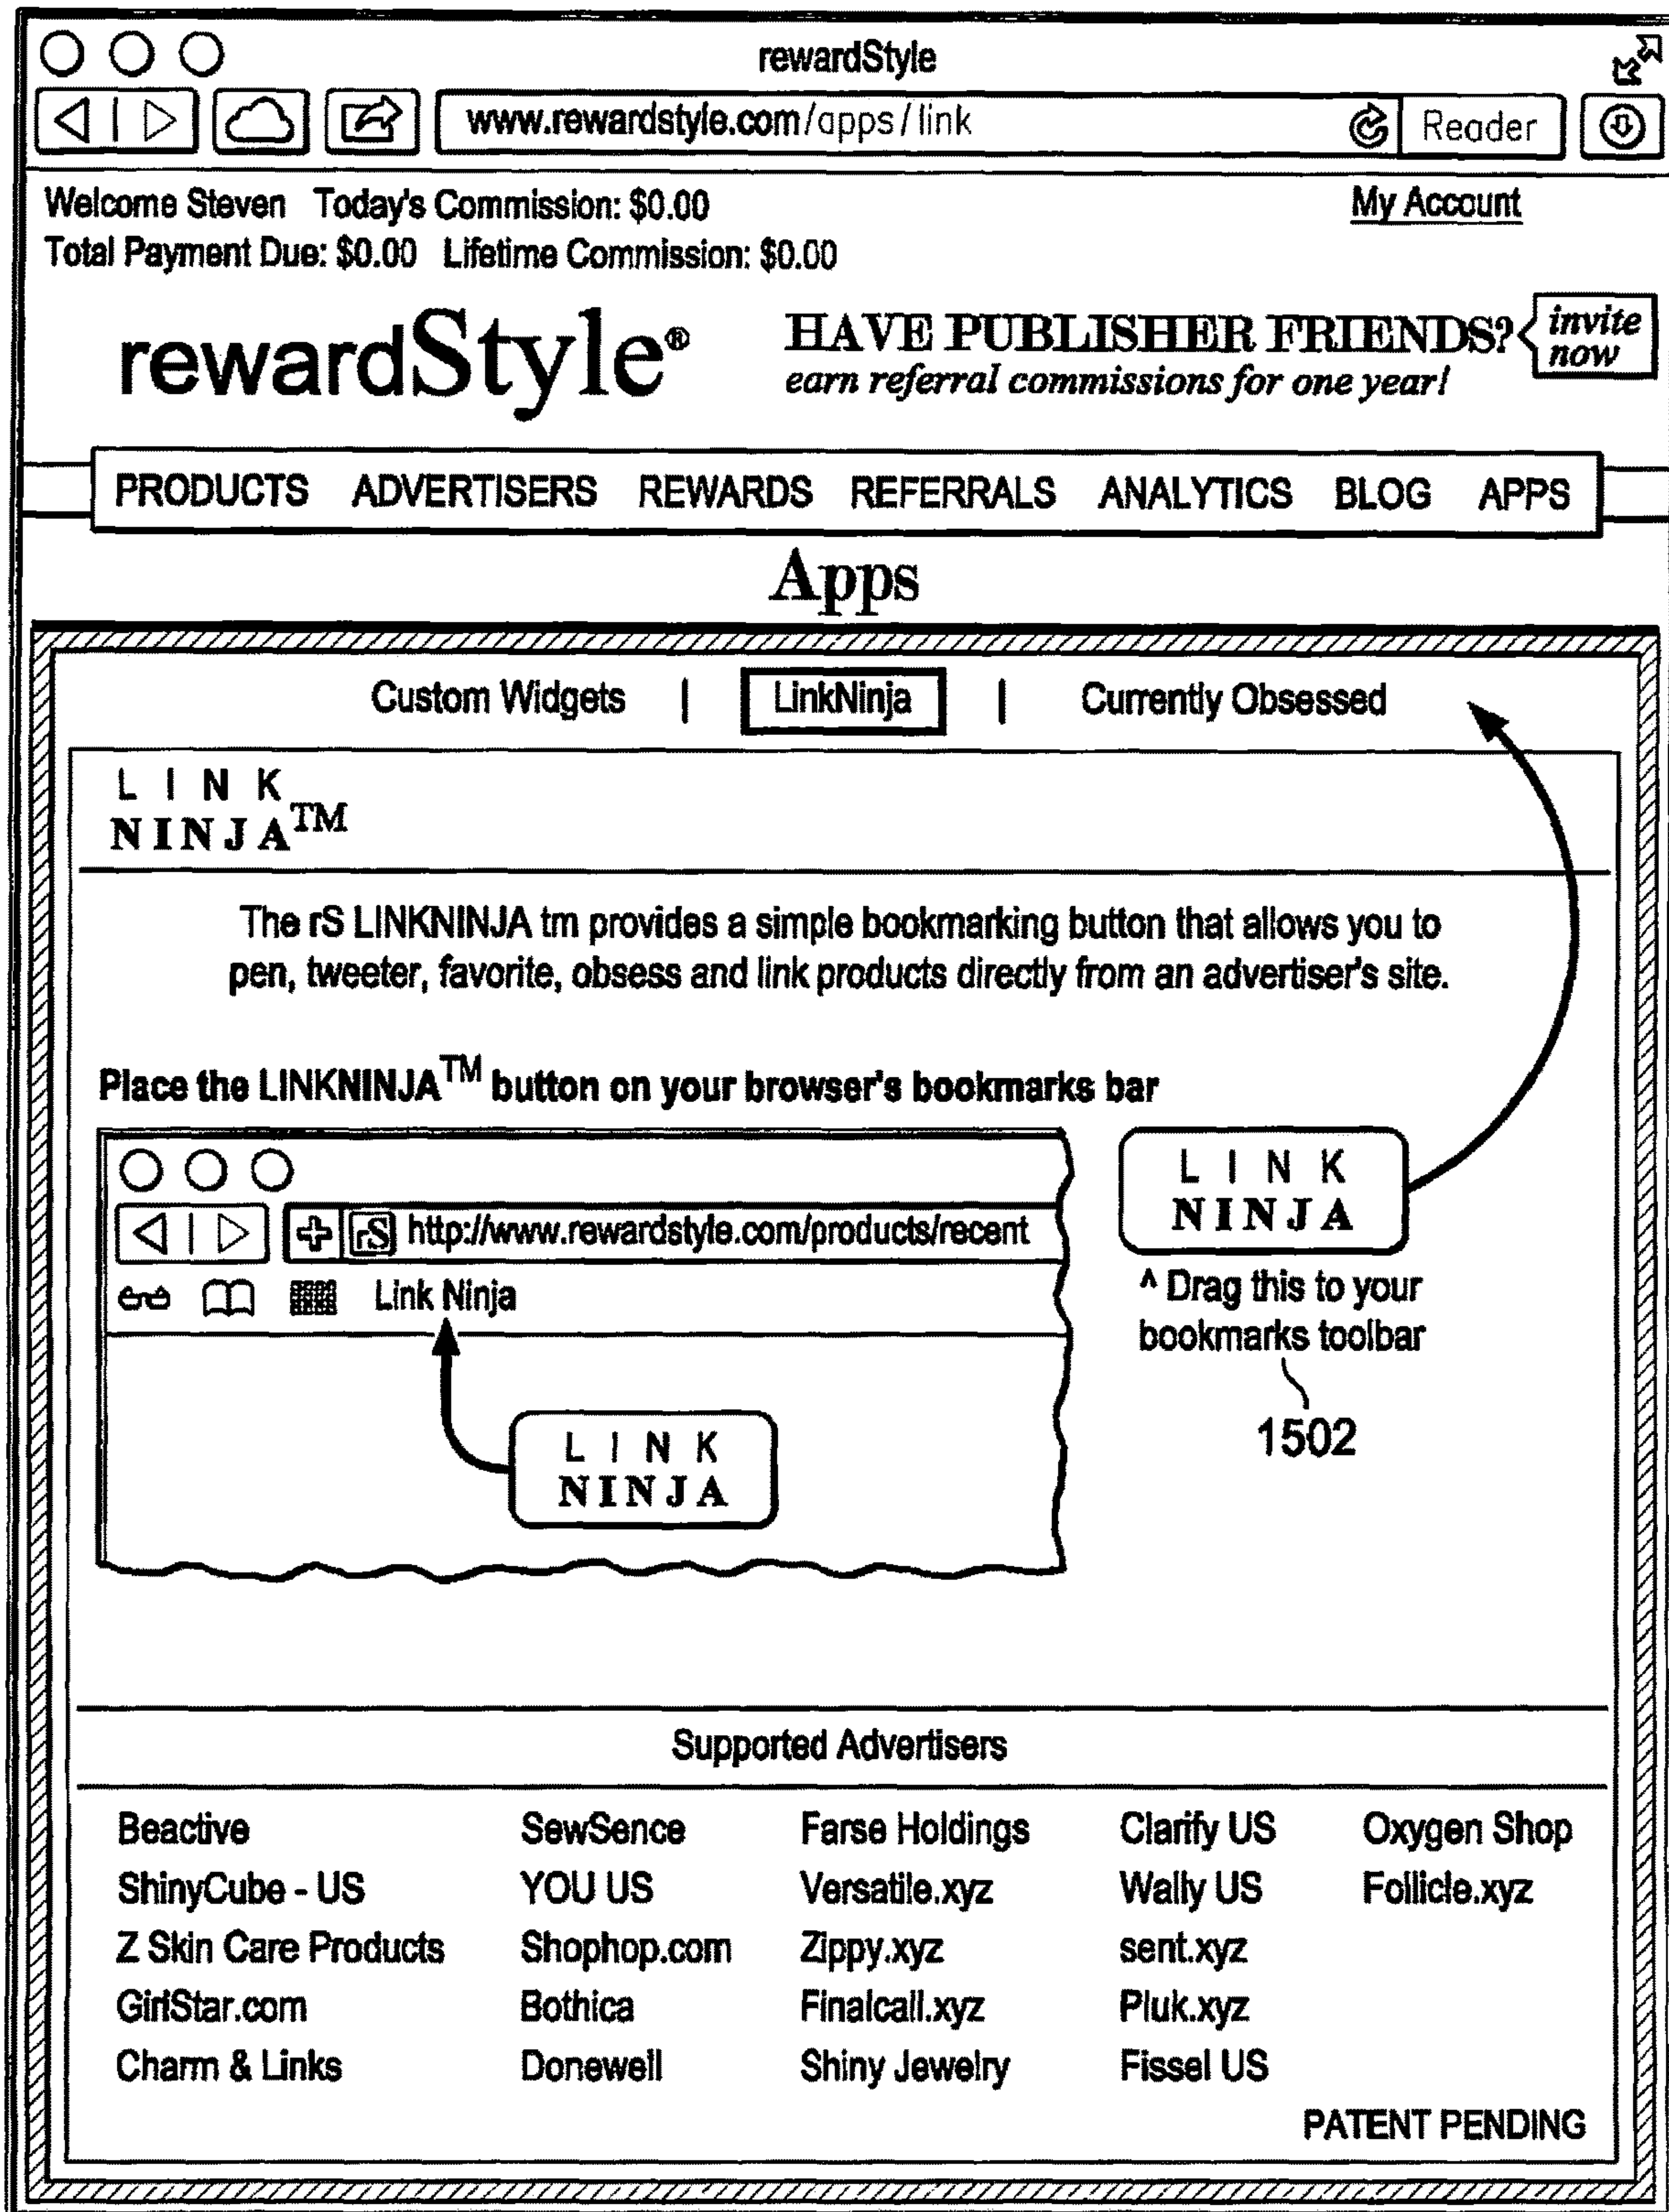 rewardStyle
www.rewardstyle.com/apps/link Reader
Welcome Steven Today's Commission: $0.00 My Account
Total Payment Due: $0.00 Lifetime Commission: $0.00
rewardStyle® HAVE PUBLISHER FRIENDS? invite now
earn referral commissions for one year!
PRODUCTS ADVERTISERS REWARDS REFERRALS ANALYTICS BLOG APPS
Apps
Custom Widgets | LinkNinja | Currently Obsessed
LINK
NINJA™
The rS LINKNINJA tm provides a simple bookmarking button that allows you to
pen, tweeter, favorite, obsess and link products directly from an advertiser's site.
Place the LINKNINJA™ button on your browser's bookmarks bar
rS http://www.rewardstyle.com/products/recent
Link Ninja
LINK
NINJA
LINK
NINJA
^ Drag this to your
bookmarks toolbar
1502
Supported Advertisers
Beactive SewSence Farse Holdings Clarify US Oxygen Shop
ShinyCube - US YOU US Versatile.xyz Wally US Follicle.xyz
Z Skin Care Products Shophop.com Zippy.xyz sent.xyz
GirlStar.com Bothica Finalcall.xyz Pluk.xyz
Charm & Links Donewell Shiny Jewelry Fissel US
PATENT PENDING